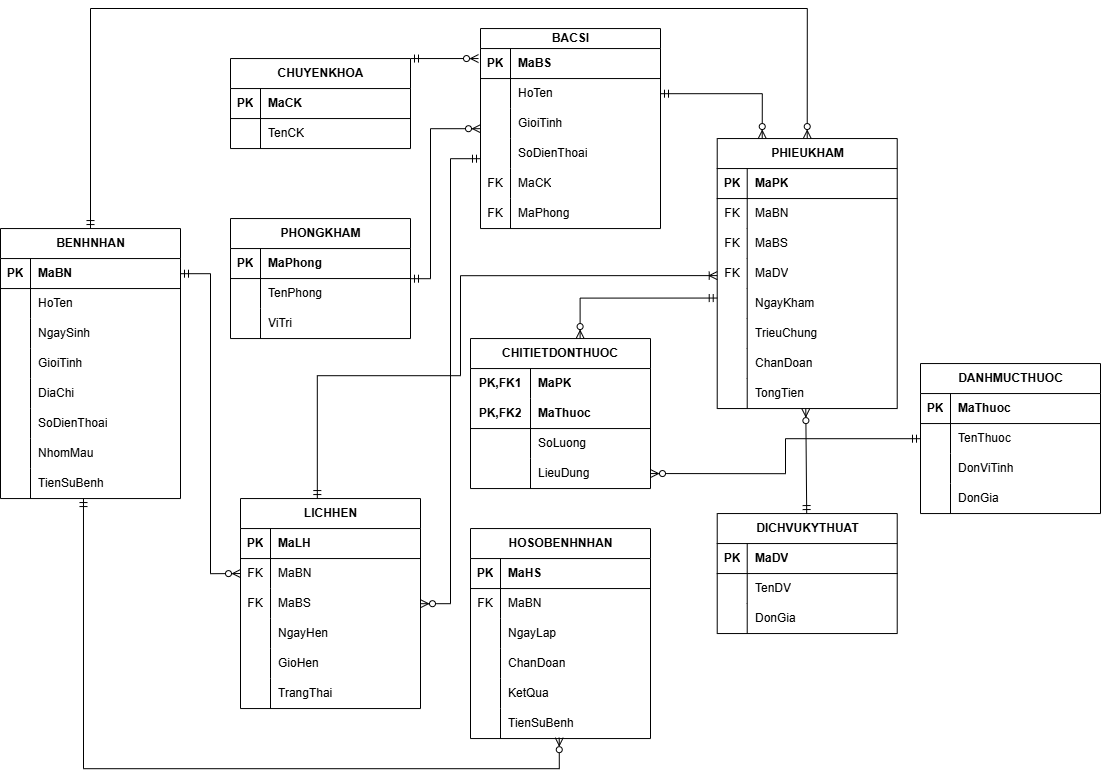 BACSI
PK MaBS
HoTen
GioiTinh
SoDienThoai
FK MaCK
FK MaPhong
CHUYENKHOA
PK MaCK
TenCK
PHIEUKHAM
PK MaPK
FK MaBN
FK MaBS
FK MaDV
NgayKham
TrieuChung
ChanDoan
TongTien
PHONGKHAM
PK MaPhong
TenPhong
ViTri
BENHNHAN
PK MaBN
HoTen
NgaySinh
GioiTinh
DiaChi
SoDienThoai
NhomMau
TienSuBenh
CHITIETDONTHUOC
PK,FK1 MaPK
PK,FK2 MaThuoc
SoLuong
LieuDung
DANHMUCTHUOC
PK MaThuoc
TenThuoc
DonViTinh
DonGia
LICHHEN
PK MaLH
FK MaBN
FK MaBS
NgayHen
GioHen
TrangThai
HOSOBENHNHAN
PK MaHS
FK MaBN
NgayLap
ChanDoan
KetQua
TienSuBenh
DICHVUKYTHUAT
PK MaDV
TenDV
DonGia